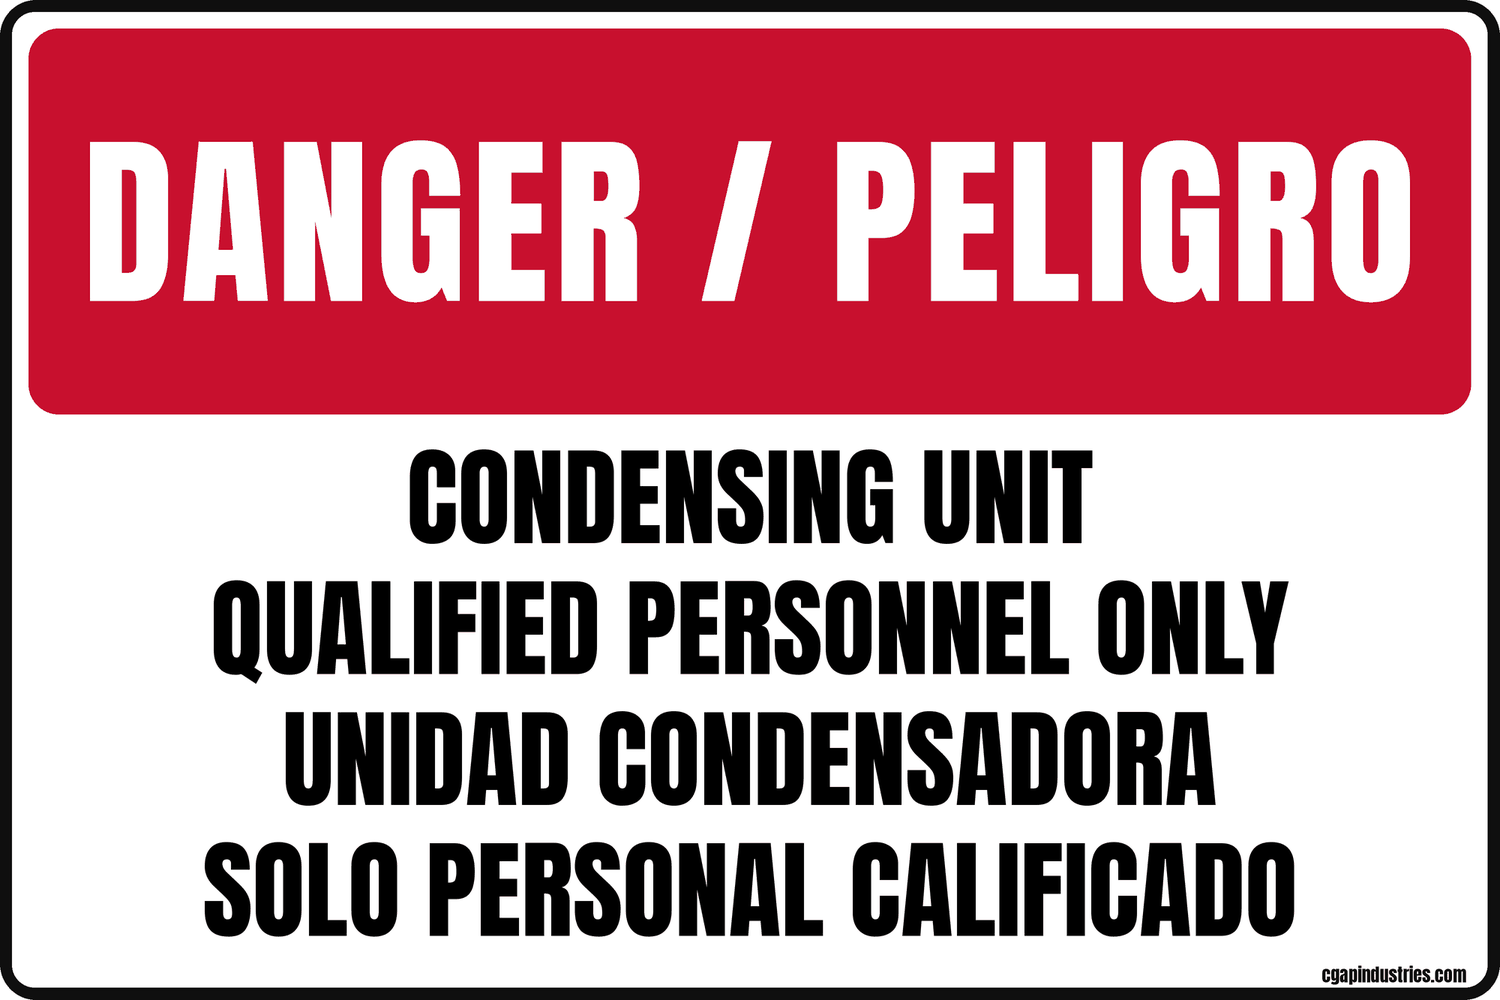 DANGER / PELIGRO
CONDENSING UNIT
QUALIFIED PERSONNEL ONLY
UNIDAD CONDENSADORA
SOLO PERSONAL CALIFICADO
cgapindustries.com